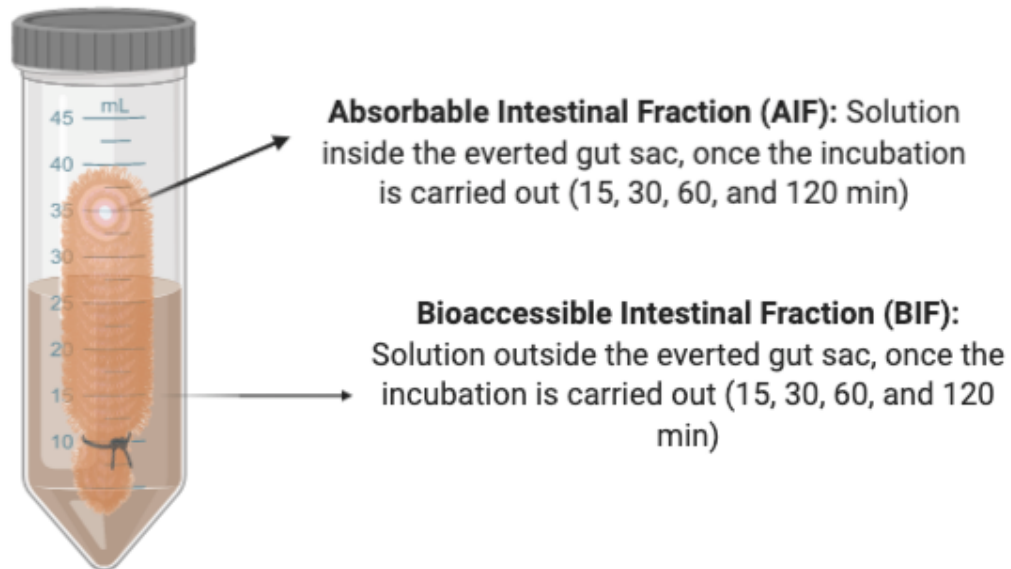 mL
45
40
35
30
25
20
15
10
Absorbable Intestinal Fraction (AIF): Solution
inside the everted gut sac, once the incubation
is carried out (15, 30, 60, and 120 min)
Bioaccessible Intestinal Fraction (BIF):
Solution outside the everted gut sac, once the
incubation is carried out (15, 30, 60, and 120
min)